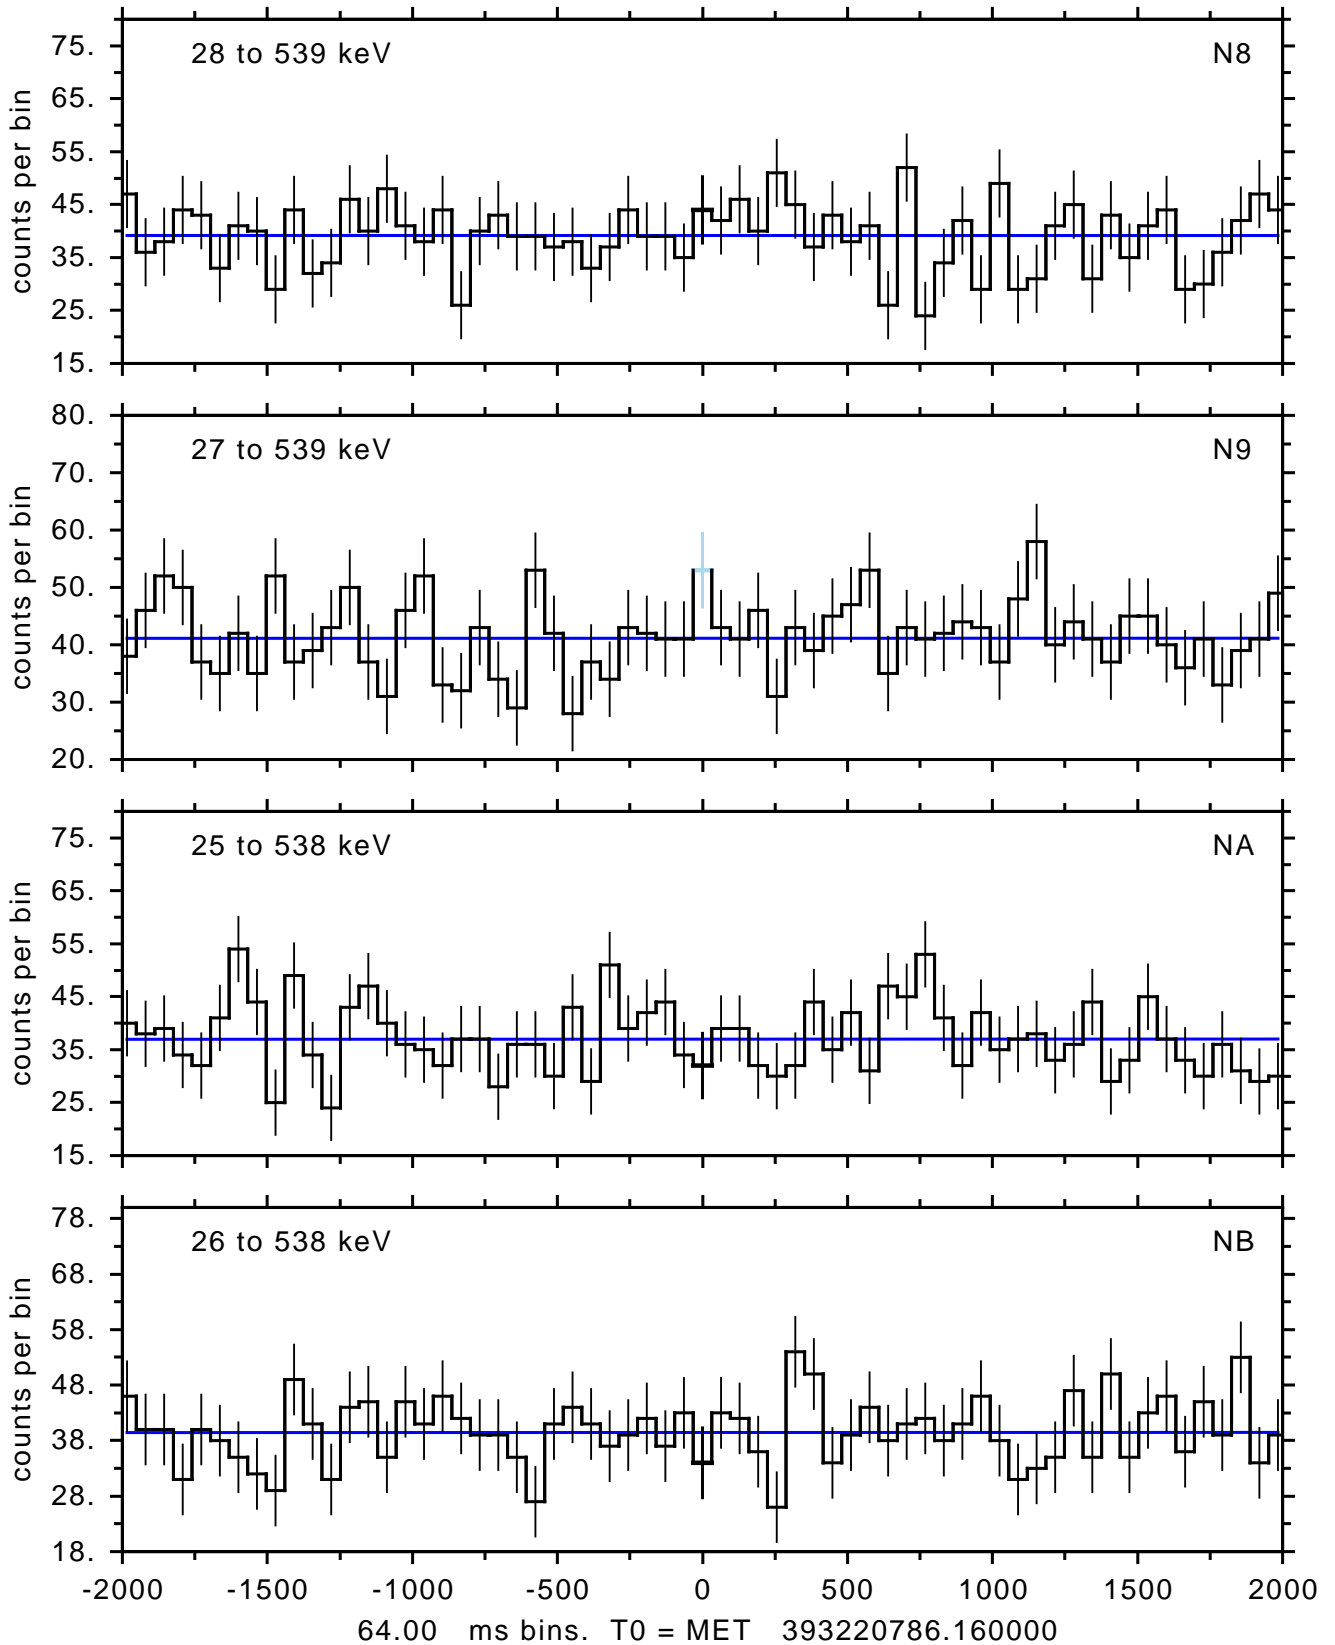 28 to 539 keV N8
75.
65.
55.
45.
35.
25.
15.
counts per bin
27 to 539 keV N9
80.
70.
60.
50.
40.
30.
20.
counts per bin
25 to 538 keV NA
75.
65.
55.
45.
35.
25.
15.
counts per bin
26 to 538 keV NB
78.
68.
58.
48.
38.
28.
18.
counts per bin
-2000 -1500 -1000 -500 0 500 1000 1500 2000
64.00 ms bins. T0 = MET 393220786.160000